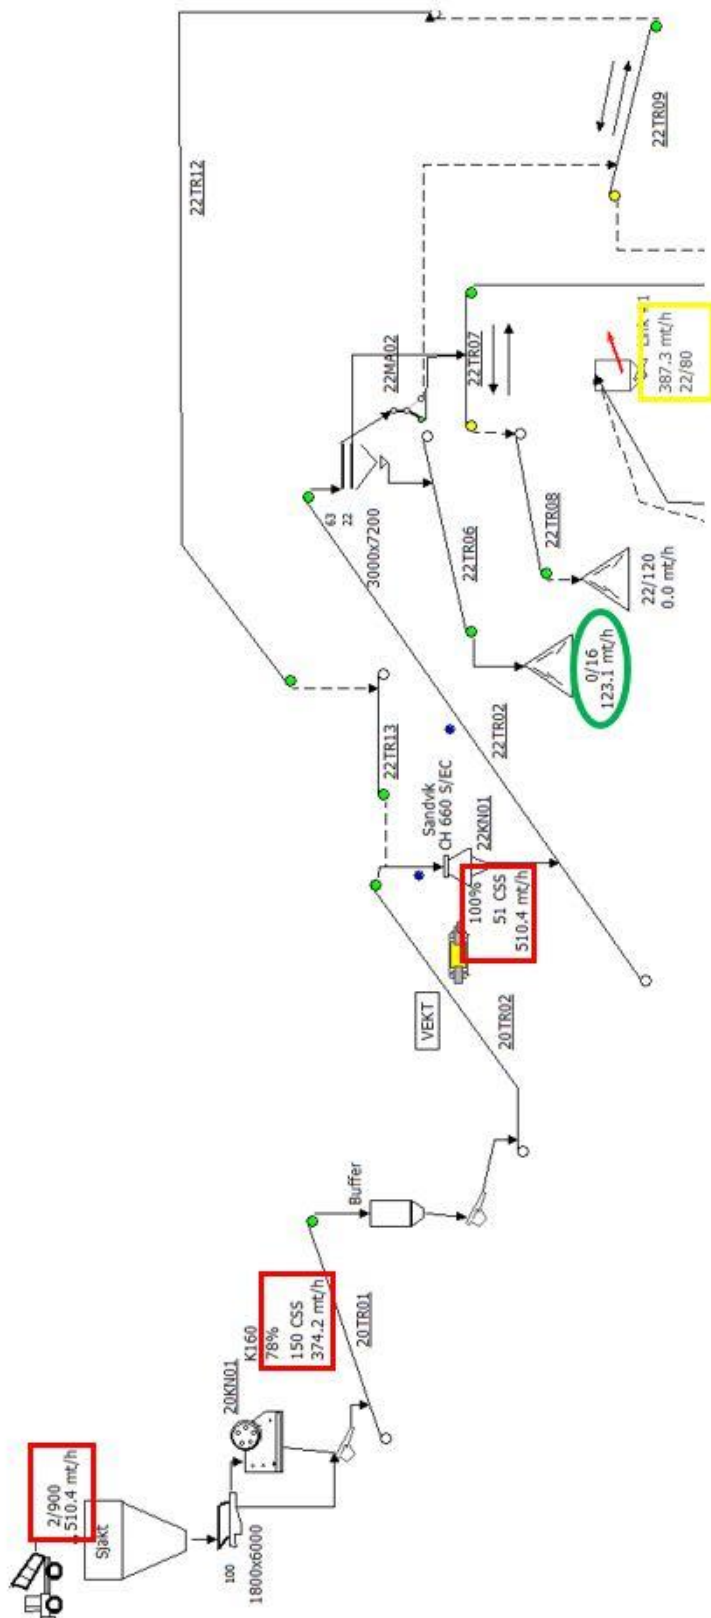 2/900
510.4 mt/h
Sjakt
100
1800x6000
20KN01
K160
78%
150 CSS
374.2 mt/h
20TR01
Buffer
VEKT
20TR02
Sandvik
CH 660 S/EC
22KN01
100%
51 CSS
510.4 mt/h
22TR13
22TR12
22TR02
63
22
3000x7200
22MA02
22TR06
0/16
123.1 mt/h
22TR07
22TR08
22/120
0.0 mt/h
22TR09
387.3 mt/h
22/80